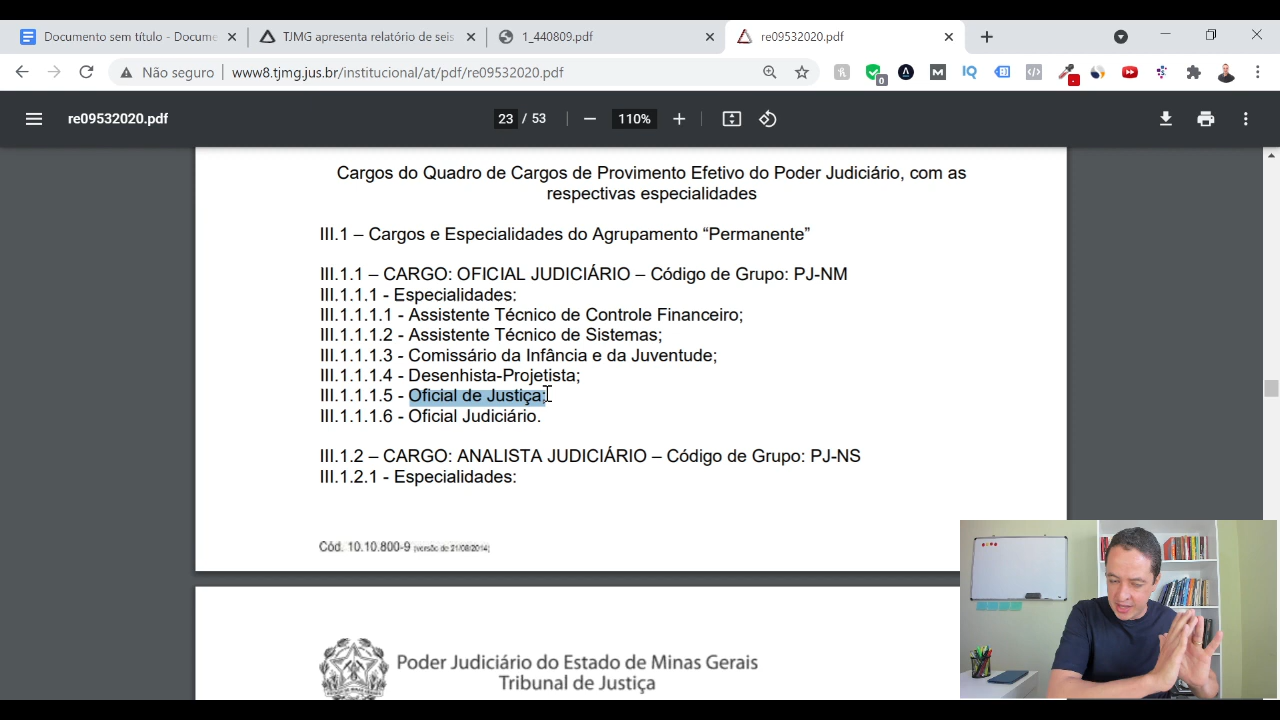 Documento sem título - Docume
TJMG apresenta relatório de seis
1_440809.pdf
re09532020.pdf
Não seguro
www8.tjmg.jus.br/institucional/at/pdf/re09532020.pdf
re09532020.pdf
23 / 53
110%
Cargos do Quadro de Cargos de Provimento Efetivo do Poder Judiciário, com as
respectivas especialidades
III.1 – Cargos e Especialidades do Agrupamento “Permanente”
III.1.1 – CARGO: OFICIAL JUDICIÁRIO – Código de Grupo: PJ-NM
III.1.1.1 - Especialidades:
III.1.1.1.1 - Assistente Técnico de Controle Financeiro;
III.1.1.1.2 - Assistente Técnico de Sistemas;
III.1.1.1.3 - Comissário da Infância e da Juventude;
III.1.1.1.4 - Desenhista-Projetista;
III.1.1.1.5 - Oficial de Justiça;
III.1.1.1.6 - Oficial Judiciário.
III.1.2 – CARGO: ANALISTA JUDICIÁRIO – Código de Grupo: PJ-NS
III.1.2.1 - Especialidades:
Cód. 10.10.800-9 (versão de 21/08/2014)
Poder Judiciário do Estado de Minas Gerais
Tribunal de Justiça